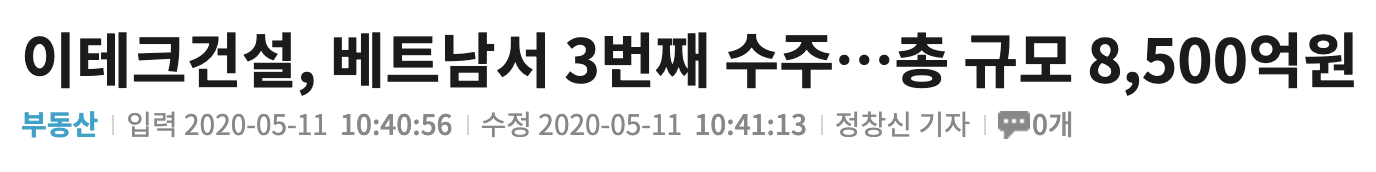 이테크건설, 베트남서 3번째 수주…총 규모 8,500억원
부동산 입력 2020-05-11 10:40:56 수정 2020-05-11 10:41:13 정창신 기자 0개